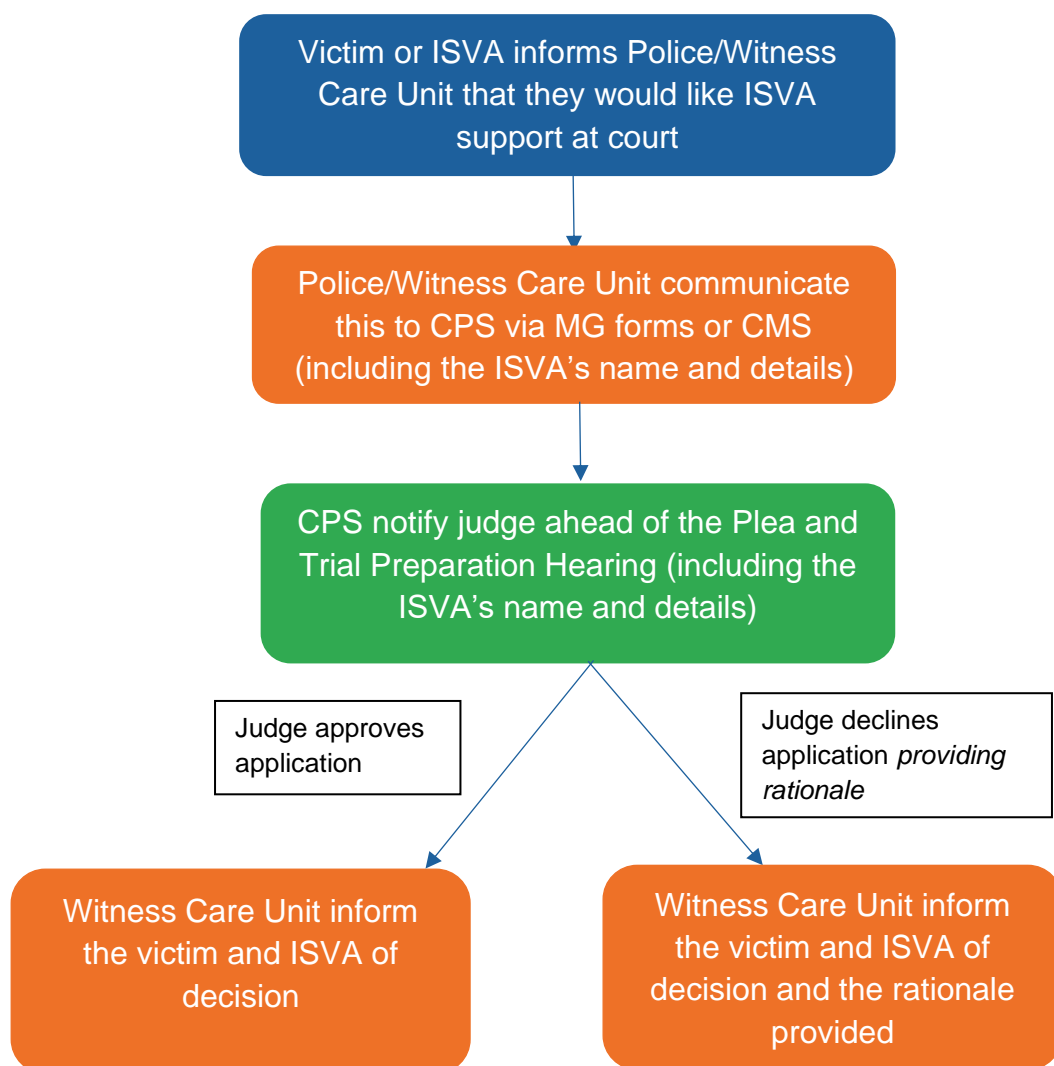 Victim or ISVA informs Police/Witness
Care Unit that they would like ISVA
support at court
Police/Witness Care Unit communicate
this to CPS via MG forms or CMS
(including the ISVA’s name and details)
CPS notify judge ahead of the Plea and
Trial Preparation Hearing (including the
ISVA’s name and details)
Judge approves
application
Judge declines
application providing
rationale
Witness Care Unit inform
the victim and ISVA of
decision
Witness Care Unit inform
the victim and ISVA of
decision and the rationale
provided